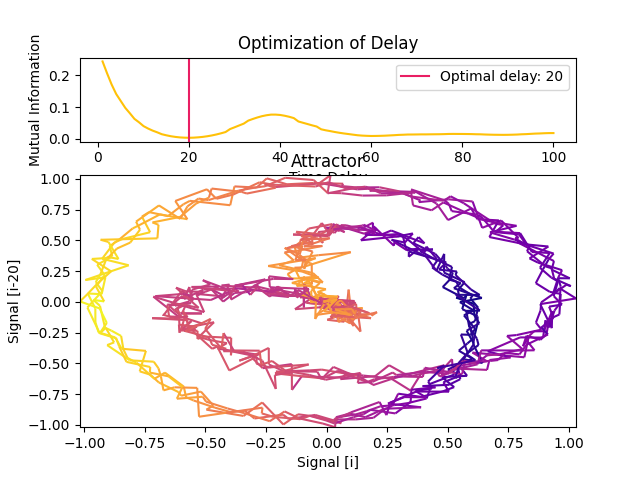 Optimization of Delay
Mutual Information
0.2
0.1
0.0
Optimal delay: 20
0 20 40 60 80 100
Attractor
Signal [i-20]
1.00
0.75
0.50
0.25
0.00
−0.25
−0.50
−0.75
−1.00
−1.00 −0.75 −0.50 −0.25 0.00 0.25 0.50 0.75 1.00
Signal [i]